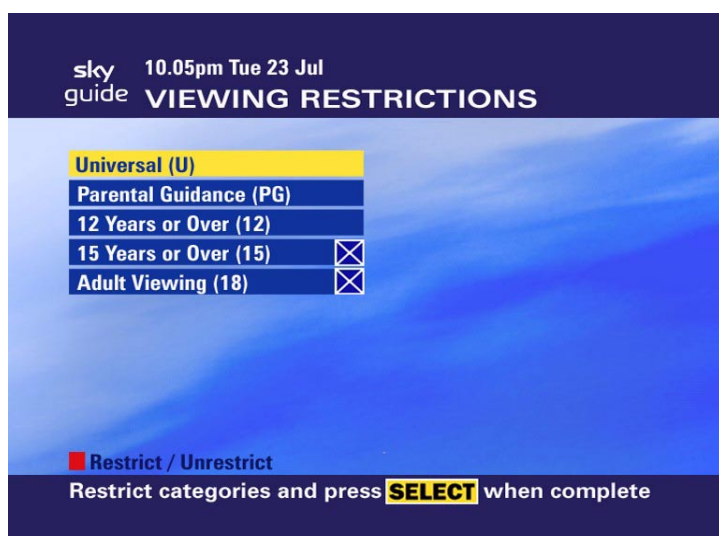 sky 10.05pm Tue 23 Jul
guide VIEWING RESTRICTIONS
Universal (U)
Parental Guidance (PG)
12 Years or Over (12)
15 Years or Over (15)
Adult Viewing (18)
Restrict / Unrestrict
Restrict categories and press SELECT when complete